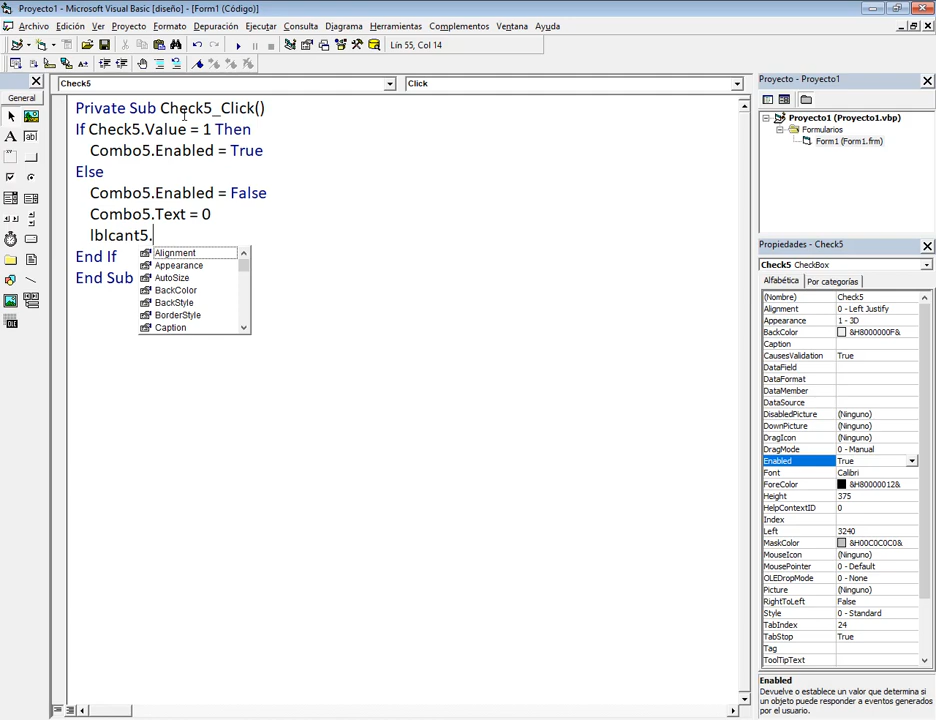 Proyecto1 - Microsoft Visual Basic [diseño] - [Form1 (Código)]
Archivo Edición Ver Proyecto Formato Depuración Ejecutar Consulta Diagrama Herramientas Complementos Ventana Ayuda
Lín 55, Col 14
General
Check5 Click
Private Sub Check5_Click()
If Check5.Value = 1 Then
Combo5.Enabled = True
Else
Combo5.Enabled = False
Combo5.Text = 0
lblcant5.
End If
End Sub
Alignment
Appearance
AutoSize
BackColor
BackStyle
BorderStyle
Caption
Proyecto - Proyecto1
Proyecto1 (Proyecto1.vbp)
Formularios
Form1 (Form1.frm)
Propiedades - Check5
Check5 CheckBox
Alfabética Por categorías
(Nombre) Check5
Alignment 0 - Left Justify
Appearance 1 - 3D
BackColor &H8000000F&
Caption
CausesValidation True
DataField
DataFormat
DataMember
DataSource
DisabledPicture (Ninguno)
DownPicture (Ninguno)
DragIcon (Ninguno)
DragMode 0 - Manual
Enabled True
Font Calibri
ForeColor &H80000012&
Height 375
HelpContextID 0
Index
Left 3240
MaskColor &H00C0C0C0&
MouseIcon (Ninguno)
MousePointer 0 - Default
OLEDropMode 0 - None
Picture (Ninguno)
RightToLeft False
Style 0 - Standard
TabIndex 24
TabStop True
Tag
ToolTipText
Enabled
Devuelve o establece un valor que determina si
un objeto puede responder a eventos generados
por el usuario.